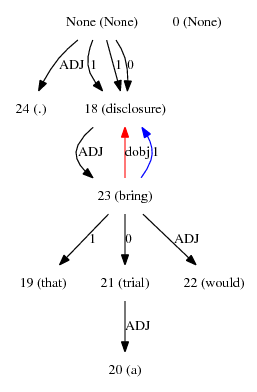 None (None) 0 (None)
ADJ 1 1 0
24 (.) 18 (disclosure)
ADJ dobj 1
23 (bring)
1 0 ADJ
19 (that) 21 (trial) 22 (would)
ADJ
20 (a)